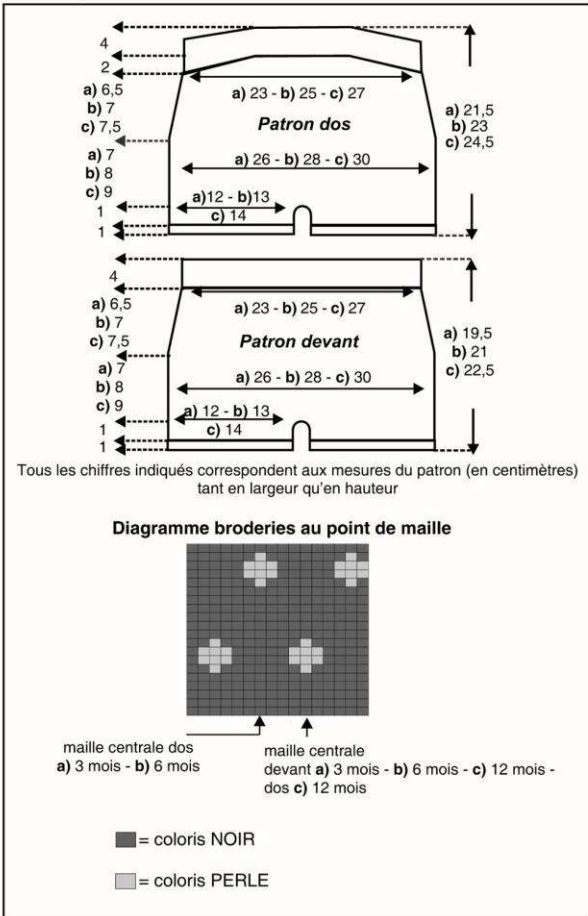 4
2
a) 6,5
b) 7
c) 7,5
a) 7
b) 8
c) 9
1
1
a) 23 - b) 25 - c) 27
Patron dos
a) 26 - b) 28 - c) 30
a)12 - b)13
c) 14
a) 21,5
b) 23
c) 24,5
4
a) 6,5
b) 7
c) 7,5
a) 7
b) 8
c) 9
1
1
a) 23 - b) 25 - c) 27
Patron devant
a) 26 - b) 28 - c) 30
a) 12 - b) 13
c) 14
a) 19,5
b) 21
c) 22,5
Tous les chiffres indiqués correspondent aux mesures du patron (en centimètres)
tant en largeur qu'en hauteur
Diagramme broderies au point de maille
maille centrale dos
a) 3 mois - b) 6 mois
maille centrale
devant a) 3 mois - b) 6 mois - c) 12 mois -
dos c) 12 mois
= coloris NOIR
= coloris PERLE